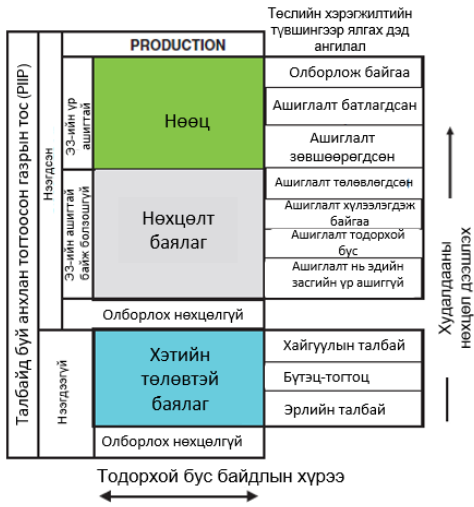 Төслийн хэрэгжилтийн
түвшингээр ялгах дэд
ангилал
PRODUCTION
Талбайд буй анхлан тогтоосон газрын тос (PIIP)
Нээгдсэн
ЭЗ-ийн үр
ашигтай
Нөөц
Олборлож байгаа
Ашиглалт батлагдсан
Ашиглалт
зөвшөөрөгдсөн
ЭЗ-ийн ашигтай
байж болзошгүй
Нөхцөлт
баялаг
Ашиглалт төлөвлөгдсөн
Ашиглалт хүлээлэгдэж
байгаа
Ашиглалт тодорхой
бус
Ашиглалт нь эдийн
засгийн үр ашиггүй
Олборлох нөхцөлгүй
Нээгдээгүй
Хэтийн
төлөвтэй
баялаг
Хайгуулын талбай
Бүтэц-тогтоц
Эрлийн талбай
Олборлох нөхцөлгүй
Худалдааны
нөхцөл дээшлэх
Тодорхой бус байдлын хүрээ